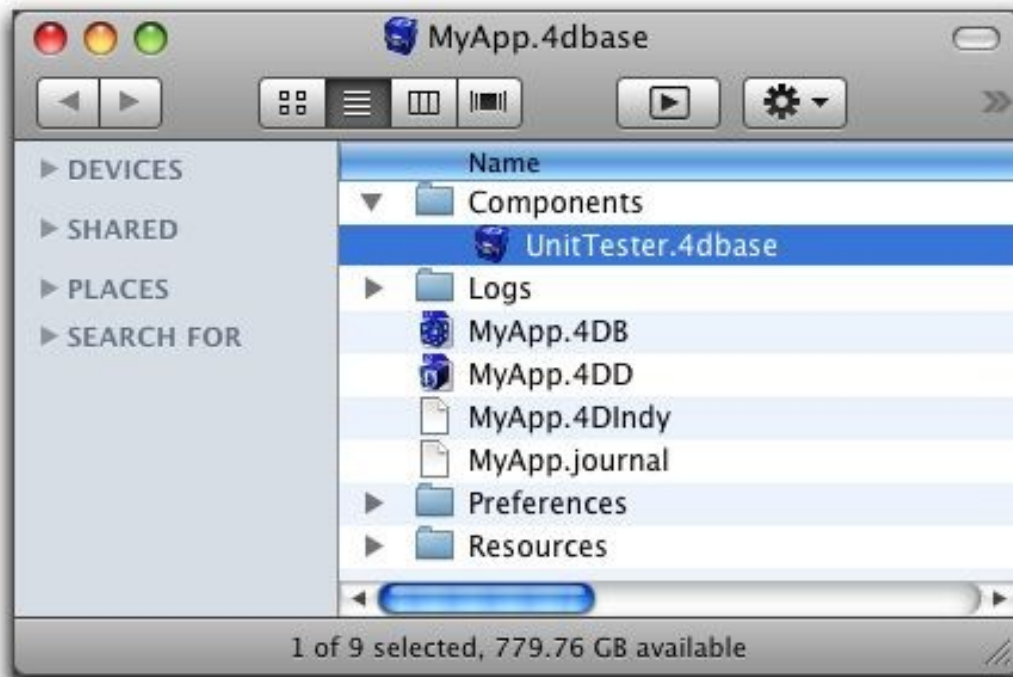 MyApp.4dbase
DEVICES
SHARED
PLACES
SEARCH FOR
Name
Components
UnitTester.4dbase
Logs
MyApp.4DB
MyApp.4DD
MyApp.4DIndy
MyApp.journal
Preferences
Resources
1 of 9 selected, 779.76 GB available